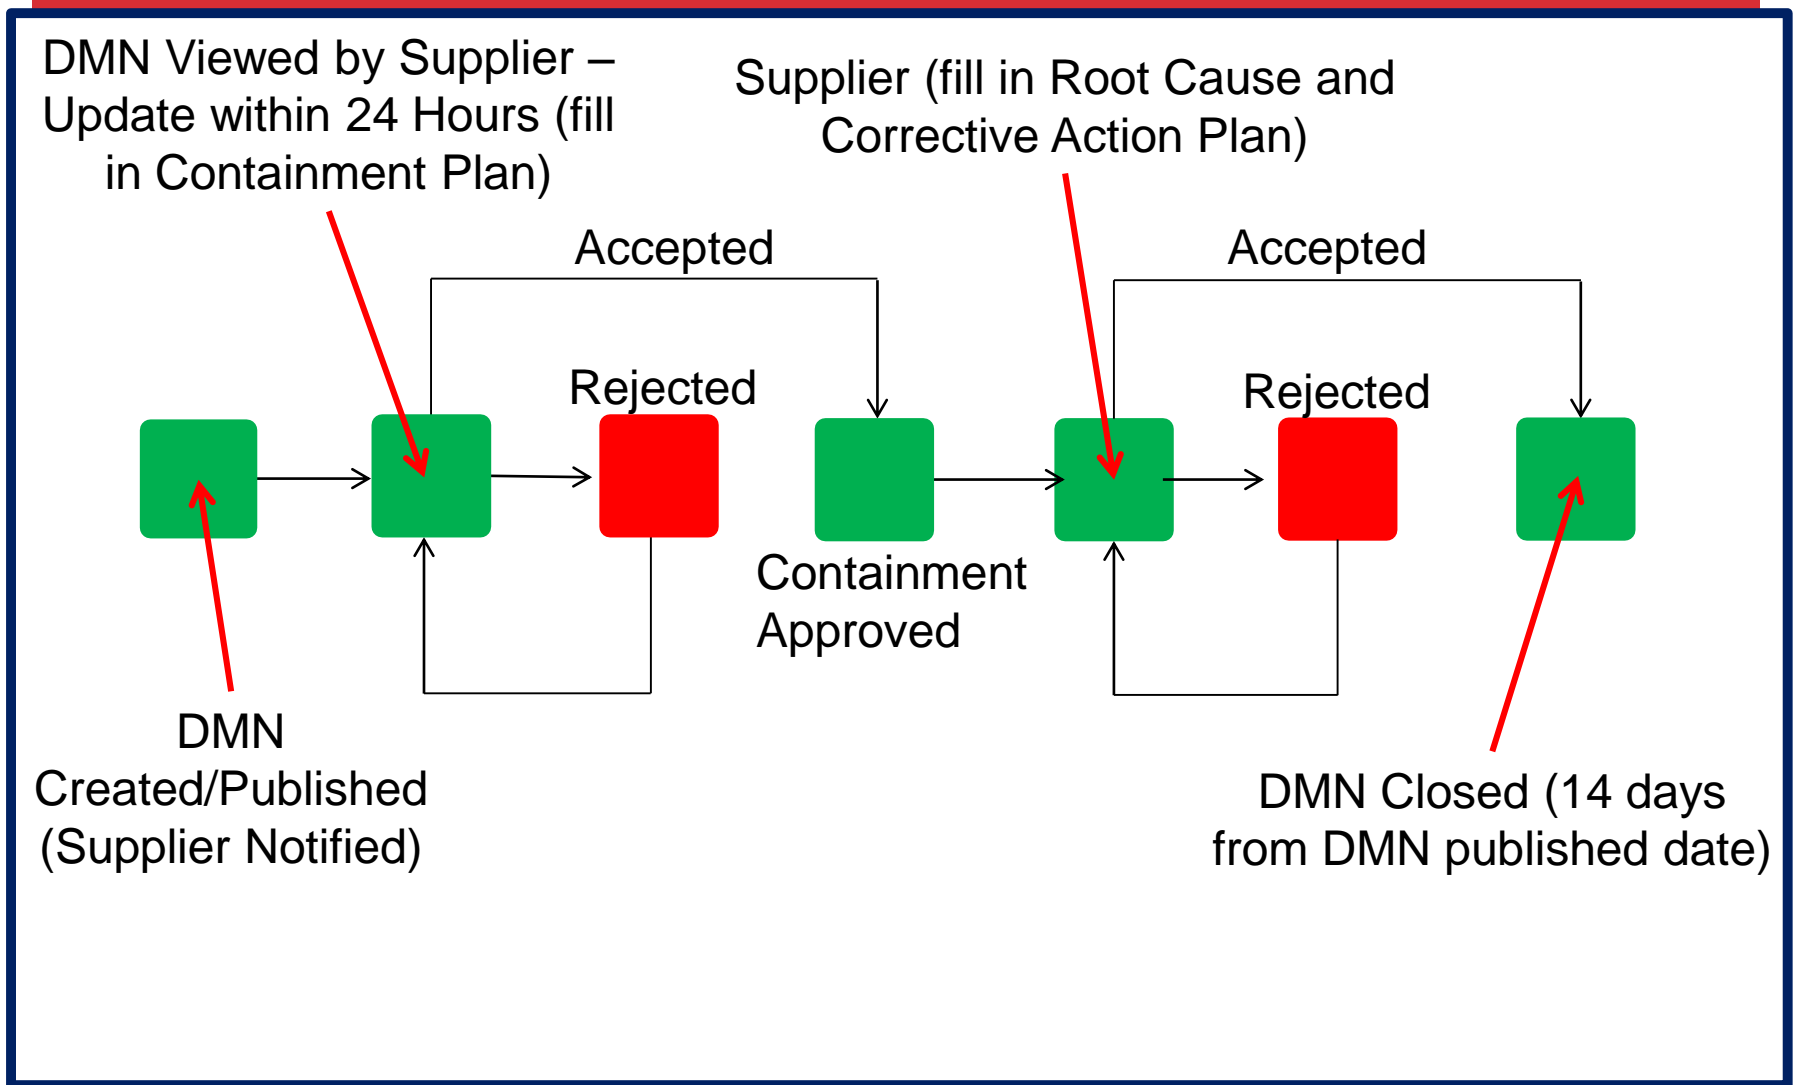 DMN Viewed by Supplier –
Update within 24 Hours (fill
in Containment Plan)
Supplier (fill in Root Cause and
Corrective Action Plan)
Accepted
Accepted
Rejected
Rejected
Containment
Approved
DMN
Created/Published
(Supplier Notified)
DMN Closed (14 days
from DMN published date)